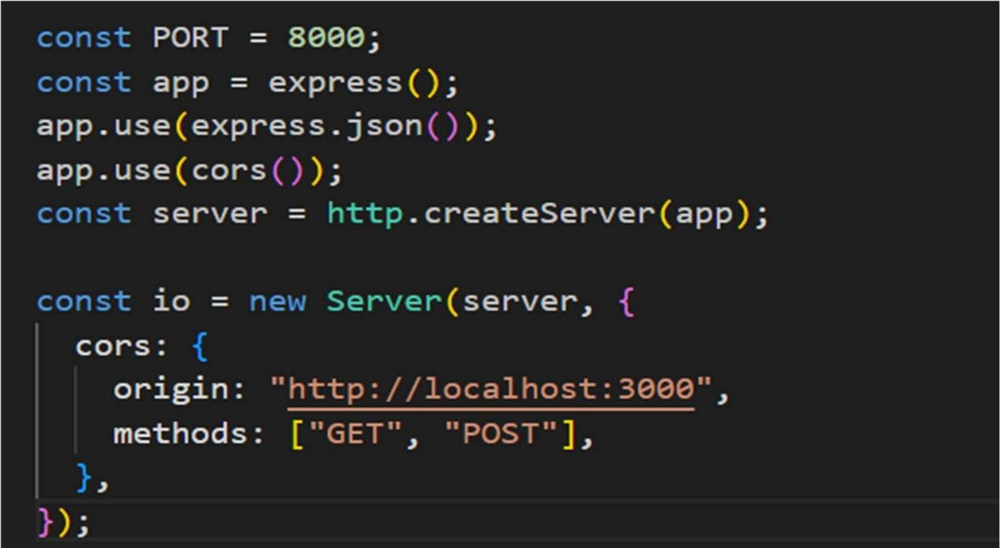 const PORT = 8000;
const app = express();
app.use(express.json());
app.use(cors());
const server = http.createServer(app);
const io = new Server(server, {
cors: {
origin: "http://localhost:3000",
methods: ["GET", "POST"],
},
});